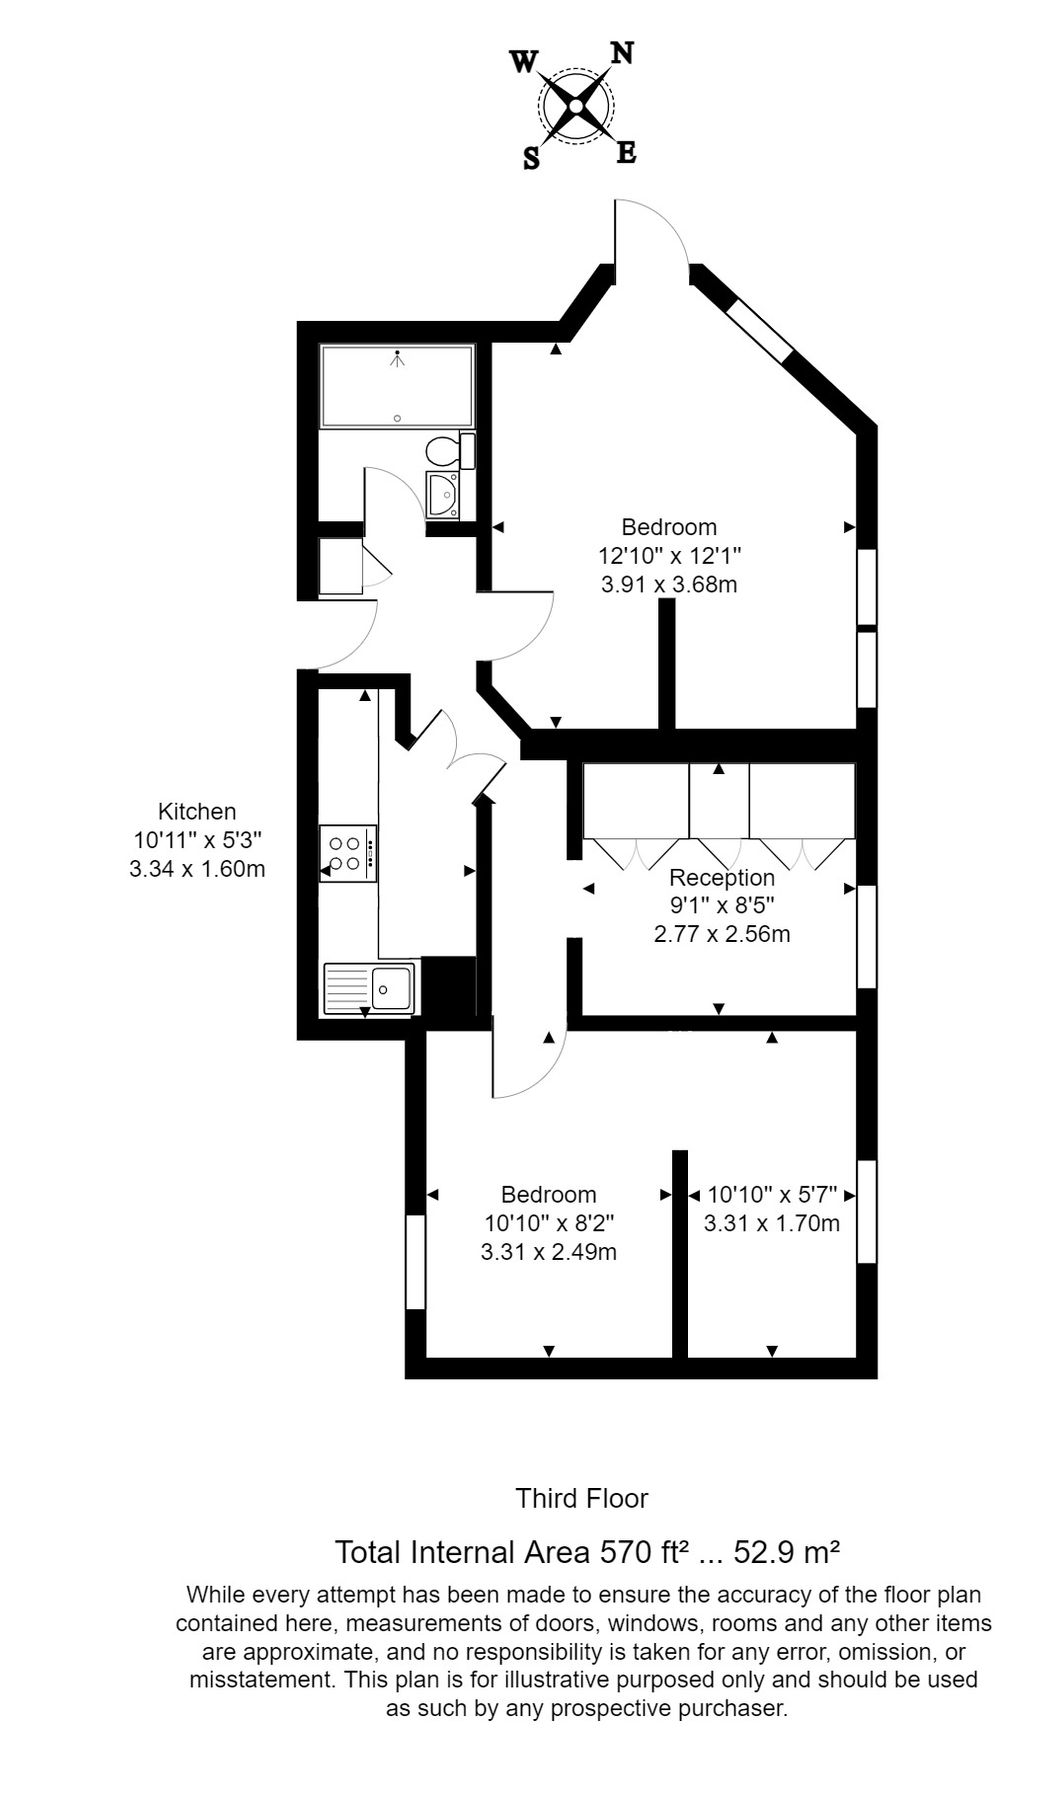 W N
S E
Bedroom
12'10" x 12'1"
3.91 x 3.68m
Kitchen
10'11" x 5'3"
3.34 x 1.60m
Reception
9'1" x 8'5"
2.77 x 2.56m
Bedroom
10'10" x 8'2"
3.31 x 2.49m
10'10" x 5'7"
3.31 x 1.70m
Third Floor
Total Internal Area 570 ft² ... 52.9 m²
While every attempt has been made to ensure the accuracy of the floor plan
contained here, measurements of doors, windows, rooms and any other items
are approximate, and no responsibility is taken for any error, omission, or
misstatement. This plan is for illustrative purposed only and should be used
as such by any prospective purchaser.